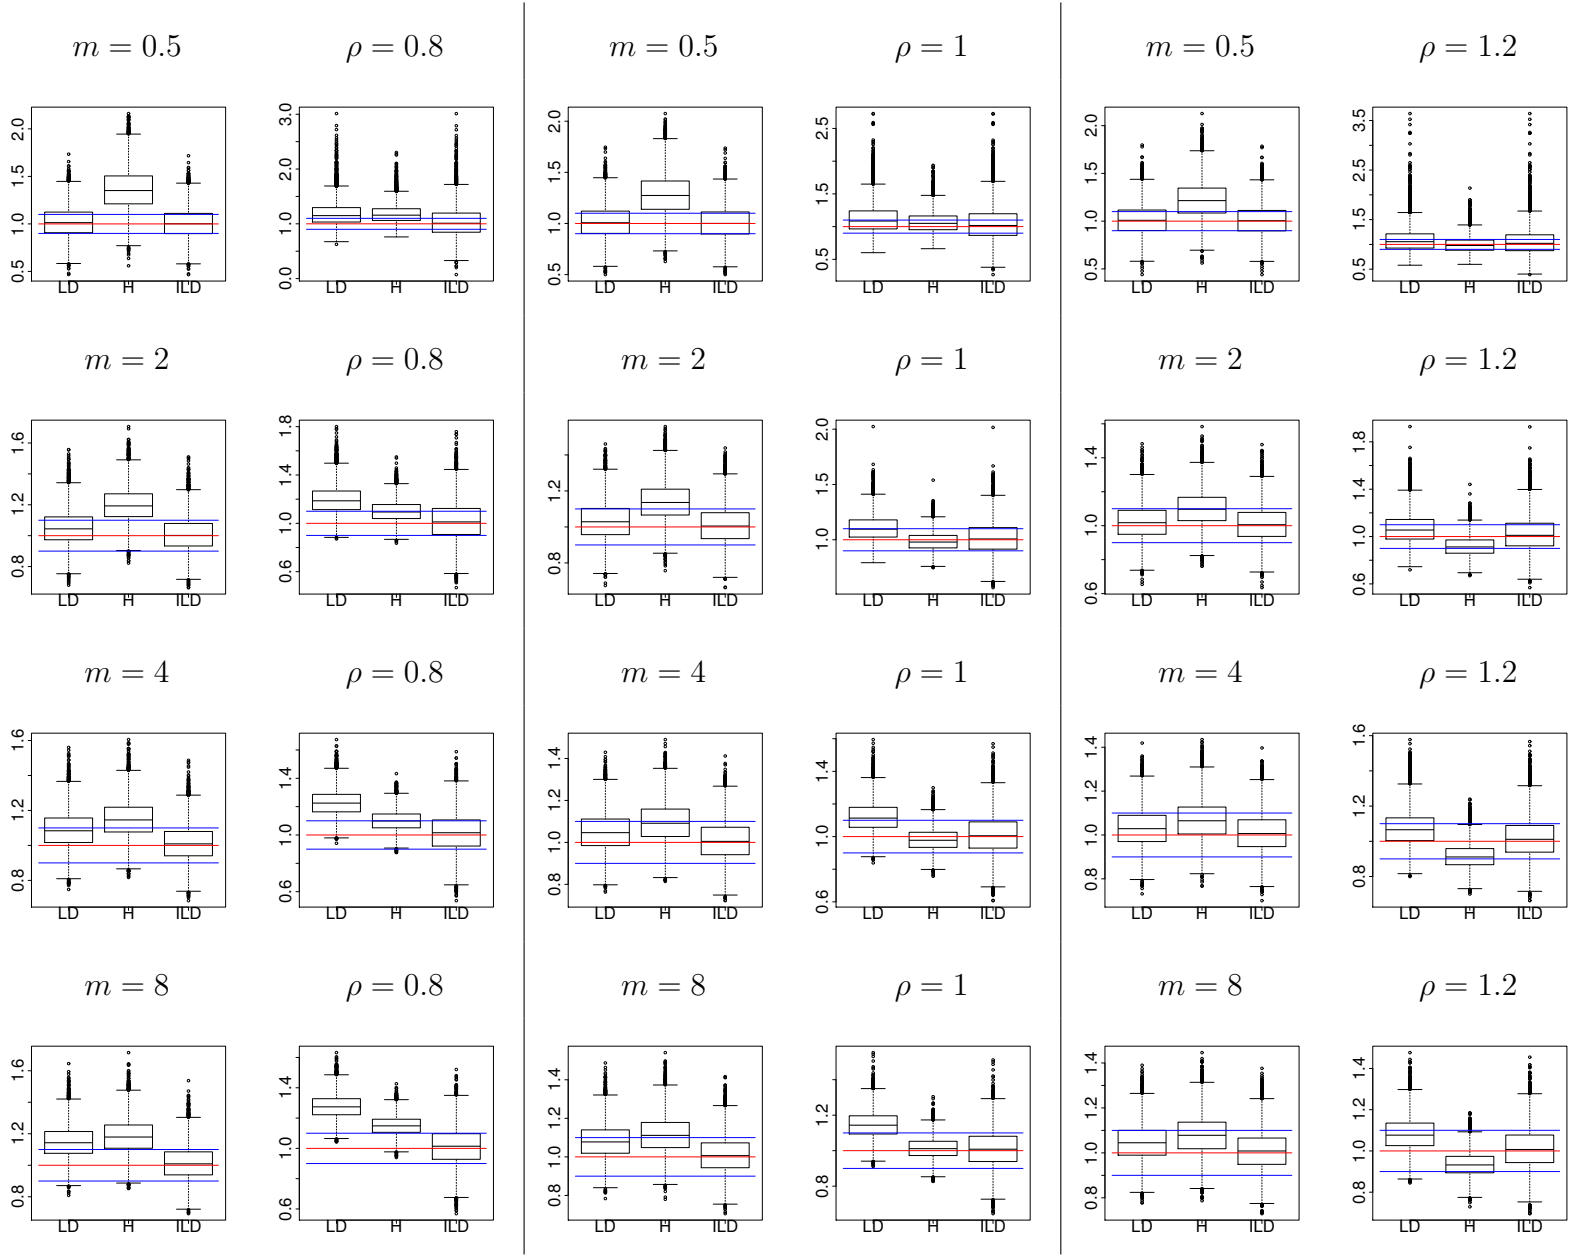 m = 0.5 ρ = 0.8 m = 0.5 ρ = 1 m = 0.5 ρ = 1.2
0.5 1.0 1.5 2.0 0.0 1.0 2.0 3.0 0.5 1.0 1.5 2.0 0.5 1.5 2.5 0.5 1.0 1.5 2.0 0.5 1.5 2.5 3.5
LD H ILD LD H ILD LD H ILD LD H ILD LD H ILD LD H ILD
m = 2 ρ = 0.8 m = 2 ρ = 1 m = 2 ρ = 1.2
0.8 1.0 1.2 1.6 0.6 1.0 1.4 1.8 0.8 1.2 1.0 1.5 2.0 0.6 1.0 1.4 0.6 1.0 1.4 1.8
LD H ILD LD H ILD LD H ILD LD H ILD LD H ILD LD H ILD
m = 4 ρ = 0.8 m = 4 ρ = 1 m = 4 ρ = 1.2
0.8 1.2 1.6 0.6 1.0 1.4 0.8 1.0 1.2 1.4 0.6 1.0 1.4 0.8 1.0 1.2 1.4 0.8 1.2 1.6
LD H ILD LD H ILD LD H ILD LD H ILD LD H ILD LD H ILD
m = 8 ρ = 0.8 m = 8 ρ = 1 m = 8 ρ = 1.2
0.8 1.2 1.6 0.6 0.8 1.0 1.4 0.8 1.0 1.2 1.4 0.8 1.2 0.8 1.0 1.2 1.4 0.8 1.0 1.2 1.4
LD H ILD LD H ILD LD H ILD LD H ILD LD H ILD LD H ILD